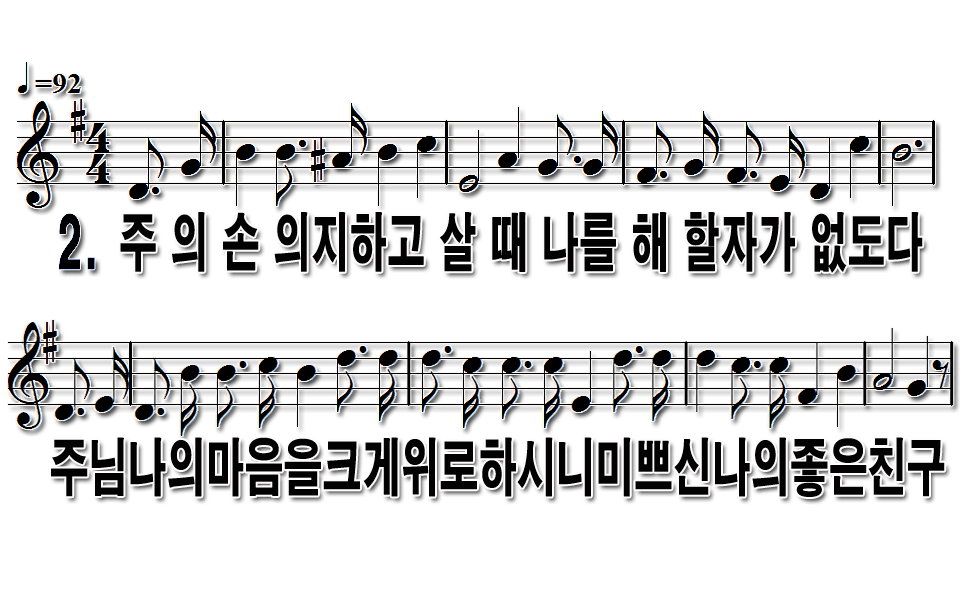 ♩=92
2. 주 의 손 의지하고 살 때 나를 해 할자가 없도다
주님나의마음을크게위로하시니미쁘신나의좋은친구